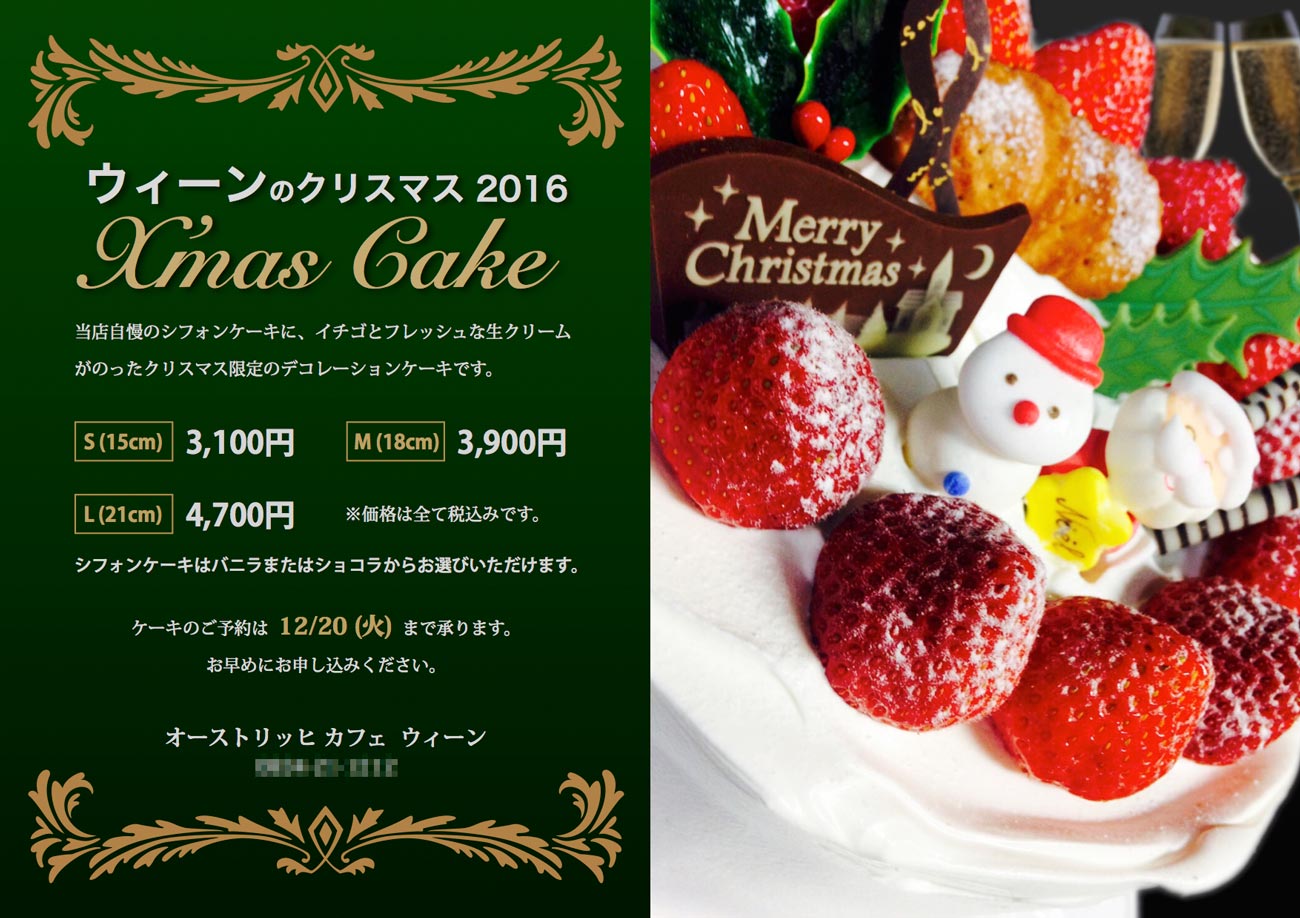 ウィーンのクリスマス 2016
X'mas Cake
当店自慢のシフォンケーキに、イチゴとフレッシュな生クリーム
がのったクリスマス限定のデコレーションケーキです。
S (15cm) 3,100円 M (18cm) 3,900円
L (21cm) 4,700円 ※価格は全て税込みです。
シフォンケーキはバニラまたはショコラからお選びいただけます。
ケーキのご予約は 12/20 (火) まで承ります。
お早めにお申し込みください。
オーストリッヒ カフェ ウィーン
Merry
Christmas
Noël